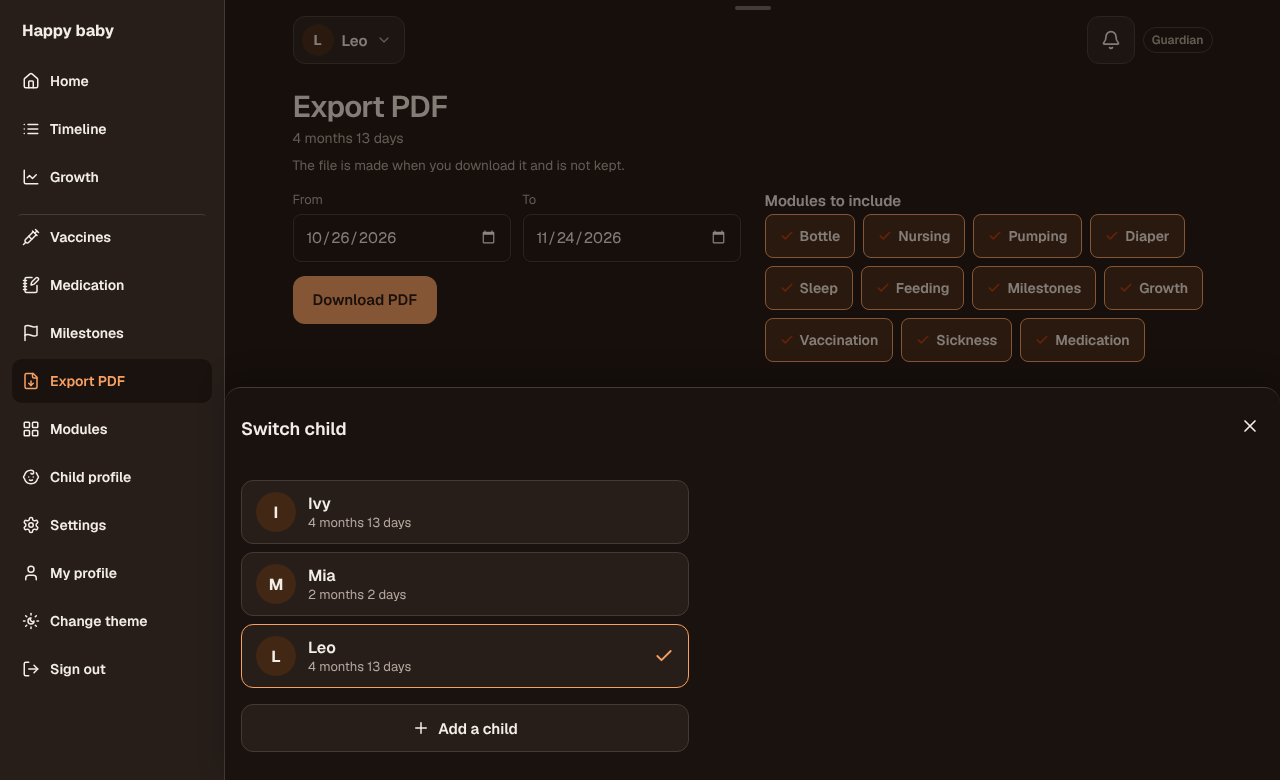 Happy baby
Home
Timeline
Growth
Vaccines
Medication
Milestones
Export PDF
Modules
Child profile
Settings
My profile
Change theme
Sign out
L Leo
Guardian
Export PDF
4 months 13 days
The file is made when you download it and is not kept.
From
To
10/26/2026
11/24/2026
Download PDF
Modules to include
Bottle Nursing Pumping Diaper
Sleep Feeding Milestones Growth
Vaccination Sickness Medication
Switch child
I Ivy
4 months 13 days
M Mia
2 months 2 days
L Leo
4 months 13 days
Add a child